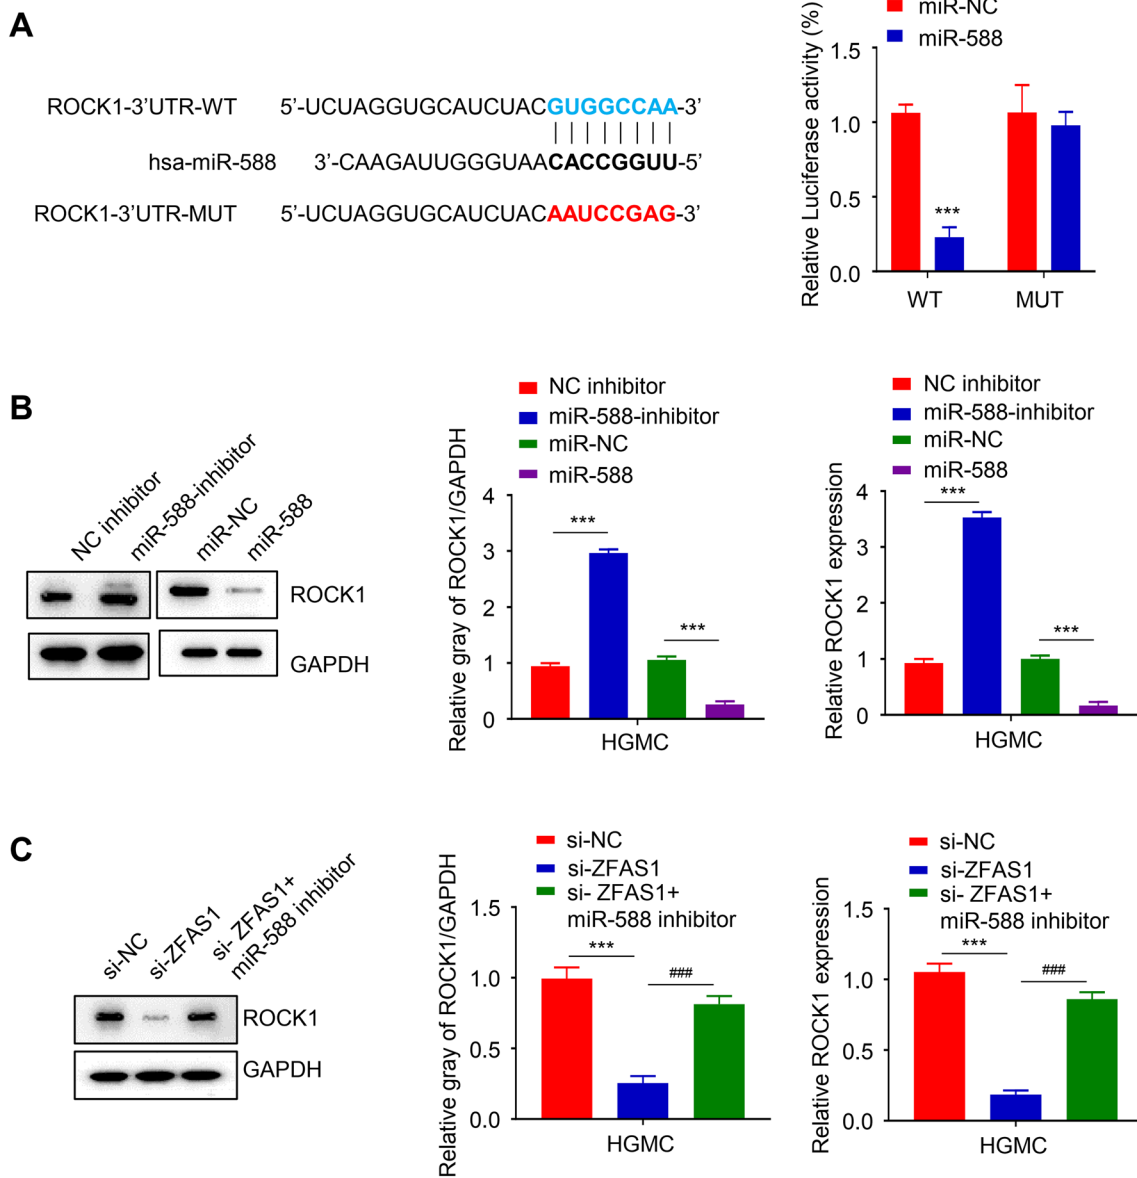 A
ROCK1-3'UTR-WT 5'-UCUAGGUGCAUCUACGUGGCCAA-3'
hsa-miR-588 3'-CAAGAUUGGGUAACACCGGUU-5'
ROCK1-3'UTR-MUT 5'-UCUAGGUGCAUCUACAAUCCGAG-3'
miR-NC
miR-588
Relative Luciferase activity (%)
1.5
1.0
0.5
0.0
***
WT MUT
B
NC inhibitor
miR-588-inhibitor
miR-NC
miR-588
ROCK1
GAPDH
NC inhibitor
miR-588-inhibitor
miR-NC
miR-588
Relative gray of ROCK1/GAPDH
4
3
2
1
0
***
***
HGMC
NC inhibitor
miR-588-inhibitor
miR-NC
miR-588
Relative ROCK1 expression
4
3
2
1
0
***
***
HGMC
C
si-NC
si-ZFAS1
si- ZFAS1+
miR-588 inhibitor
ROCK1
GAPDH
si-NC
si-ZFAS1
si- ZFAS1+
miR-588 inhibitor
Relative gray of ROCK1/GAPDH
1.5
1.0
0.5
0.0
***
###
HGMC
si-NC
si-ZFAS1
si- ZFAS1+
miR-588 inhibitor
Relative ROCK1 expression
1.5
1.0
0.5
0.0
***
###
HGMC